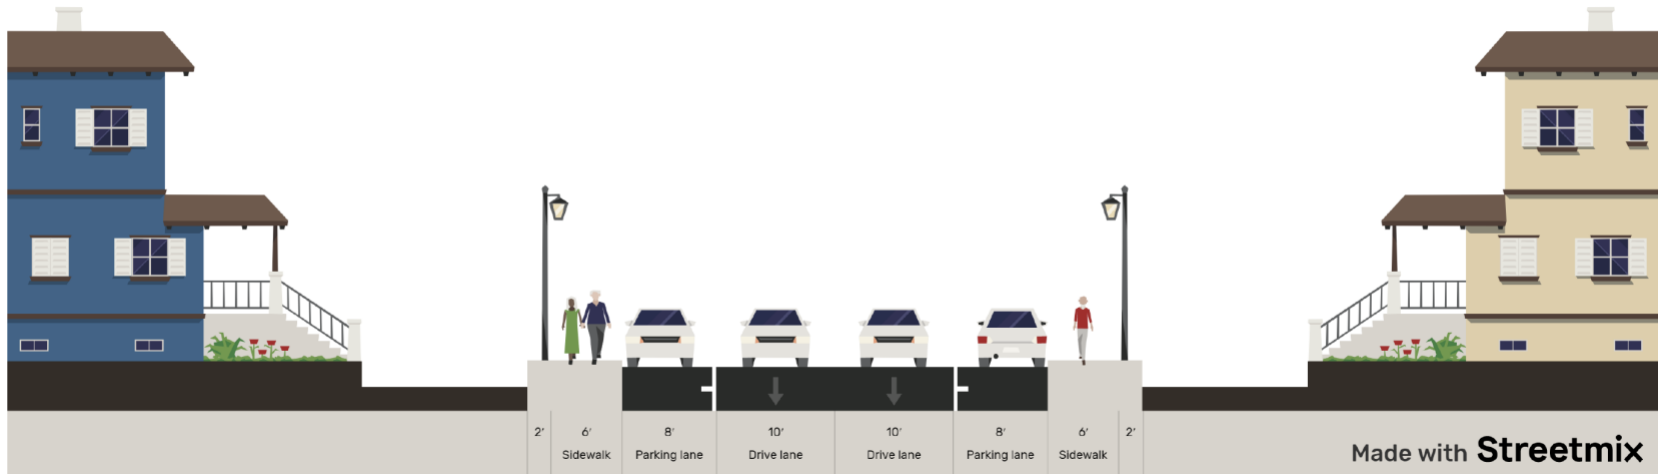 2' 6' 8' 10' 10' 8' 6' 2'
Sidewalk Parking lane Drive lane Drive lane Parking lane Sidewalk
Made with Streetmix